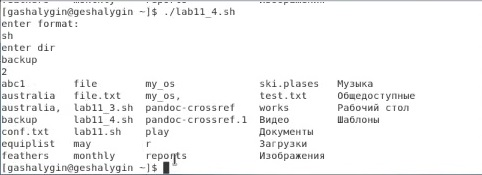 [gashalygin@geshalygin ~]$ ./lab11_4.sh
enter format:
sh
enter dir
backup
2
abc1 file my_os ski.plases Музыка
australia file.txt my_os, test.txt Общедоступные
australia, lab11_3.sh pandoc-crossref works Рабочий стол
backup lab11_4.sh pandoc-crossref.1 Видео Шаблоны
conf.txt lab11.sh play Документы
equiplist may r Загрузки
feathers monthly reports Изображения
[gashalygin@geshalygin ~]$